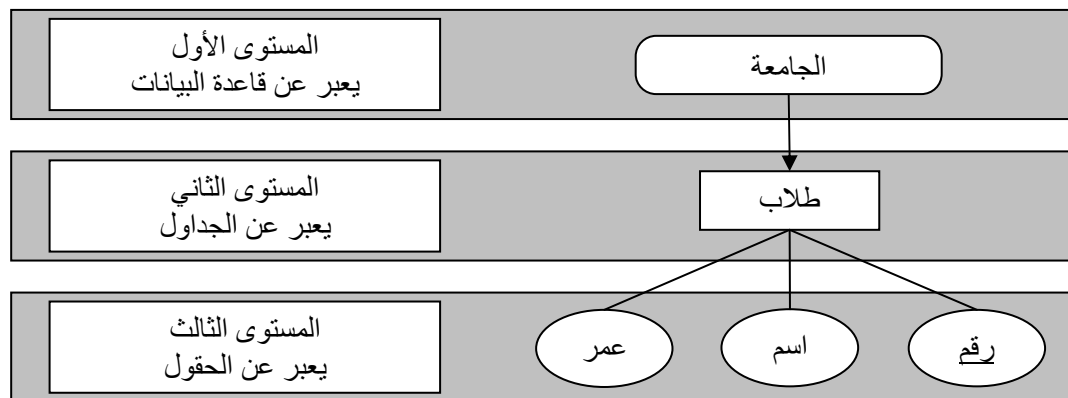 المستوى الأول
يعبر عن قاعدة البيانات
الجامعة
المستوى الثاني
يعبر عن الجداول
طلاب
المستوى الثالث
يعبر عن الحقول
رقم
اسم
عمر